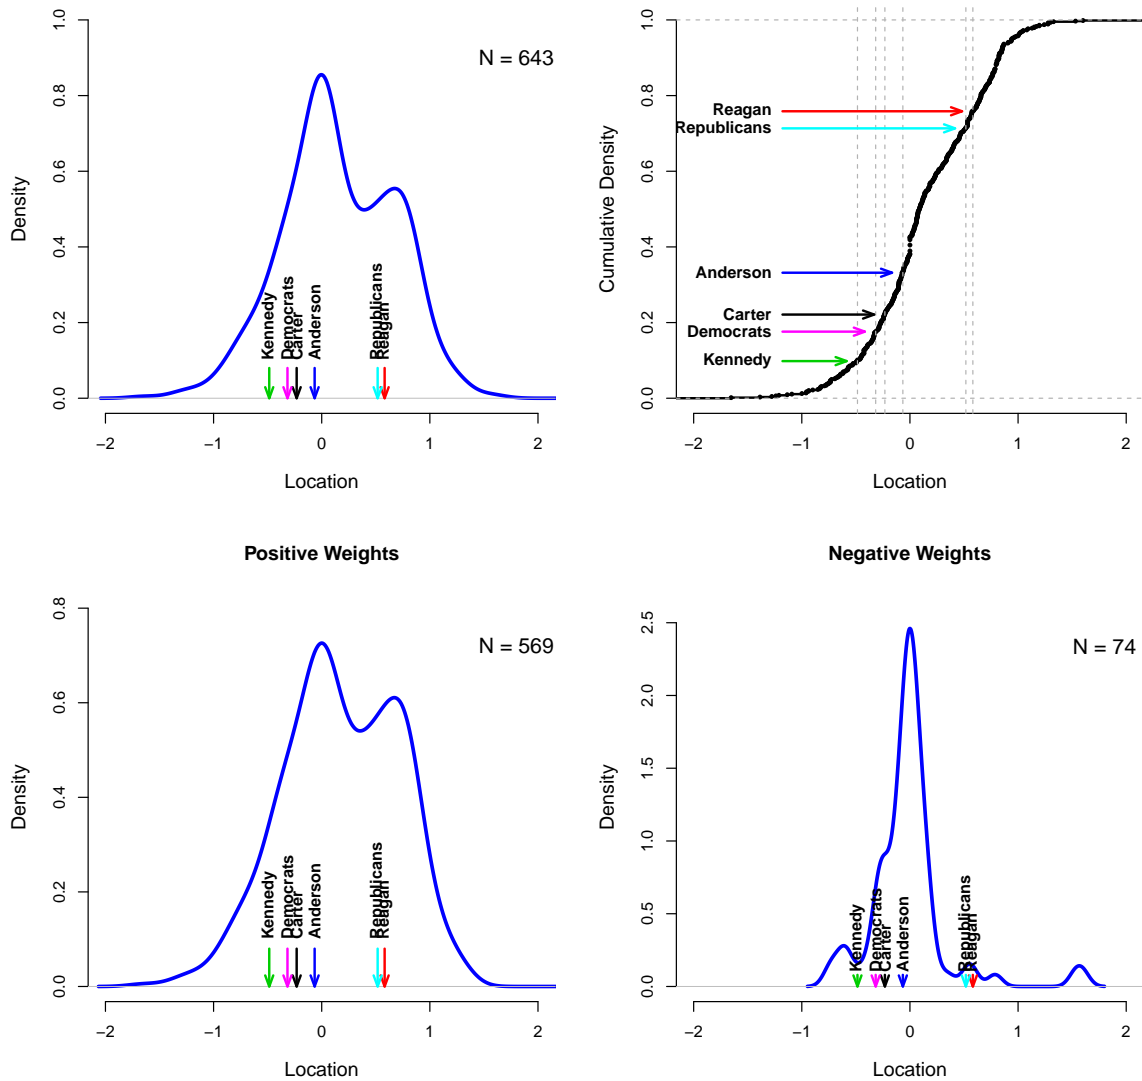 N = 643
Density
0.0
0.2
0.4
0.6
0.8
1.0
Kennedy
Democrats
Carter
Anderson
Republicans
Reagan
−2
−1
0
1
2
Location
Cumulative Density
0.0
0.2
0.4
0.6
0.8
1.0
Reagan
Republicans
Anderson
Carter
Democrats
Kennedy
−2
−1
0
1
2
Location
Positive Weights
N = 569
Density
0.0
0.2
0.4
0.6
0.8
Kennedy
Democrats
Carter
Anderson
Republicans
Reagan
−2
−1
0
1
2
Location
Negative Weights
N = 74
Density
0.0
0.5
1.0
1.5
2.0
2.5
Kennedy
Democrats
Carter
Anderson
Republicans
Reagan
−2
−1
0
1
2
Location